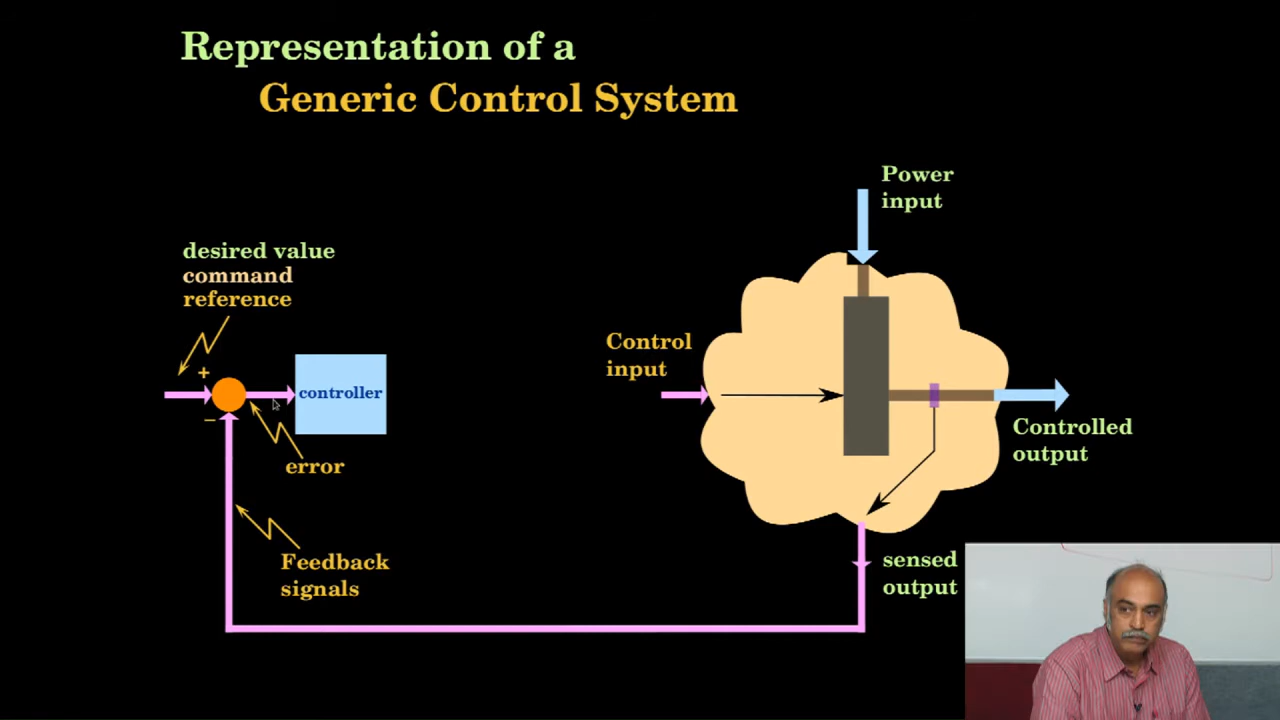 Representation of a
Generic Control System
Power
input
desired value
command
reference
+
controller
−
error
Feedback
signals
Control
input
Controlled
output
sensed
output